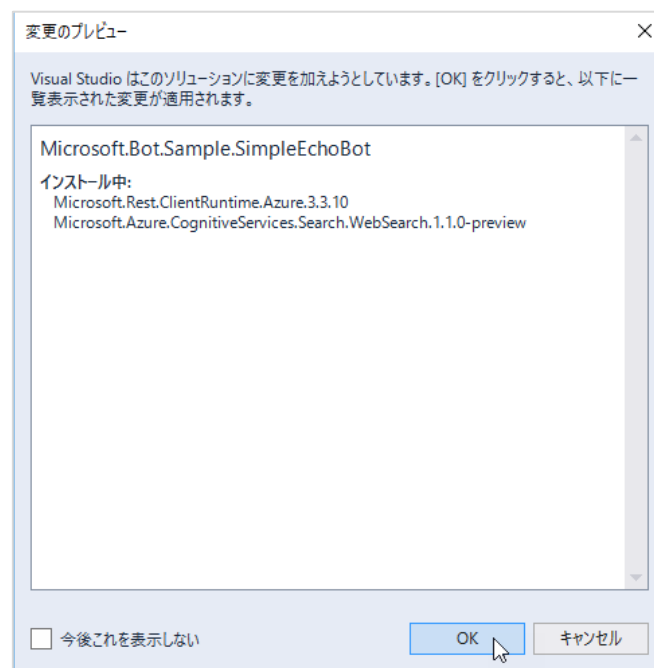 変更のプレビュー
Visual Studio はこのソリューションに変更を加えようとしています。[OK] をクリックすると、以下に一
覧表示された変更が適用されます。
Microsoft.Bot.Sample.SimpleEchoBot
インストール中:
Microsoft.Rest.ClientRuntime.Azure.3.3.10
Microsoft.Azure.CognitiveServices.Search.WebSearch.1.1.0-preview
今後これを表示しない
OK
キャンセル